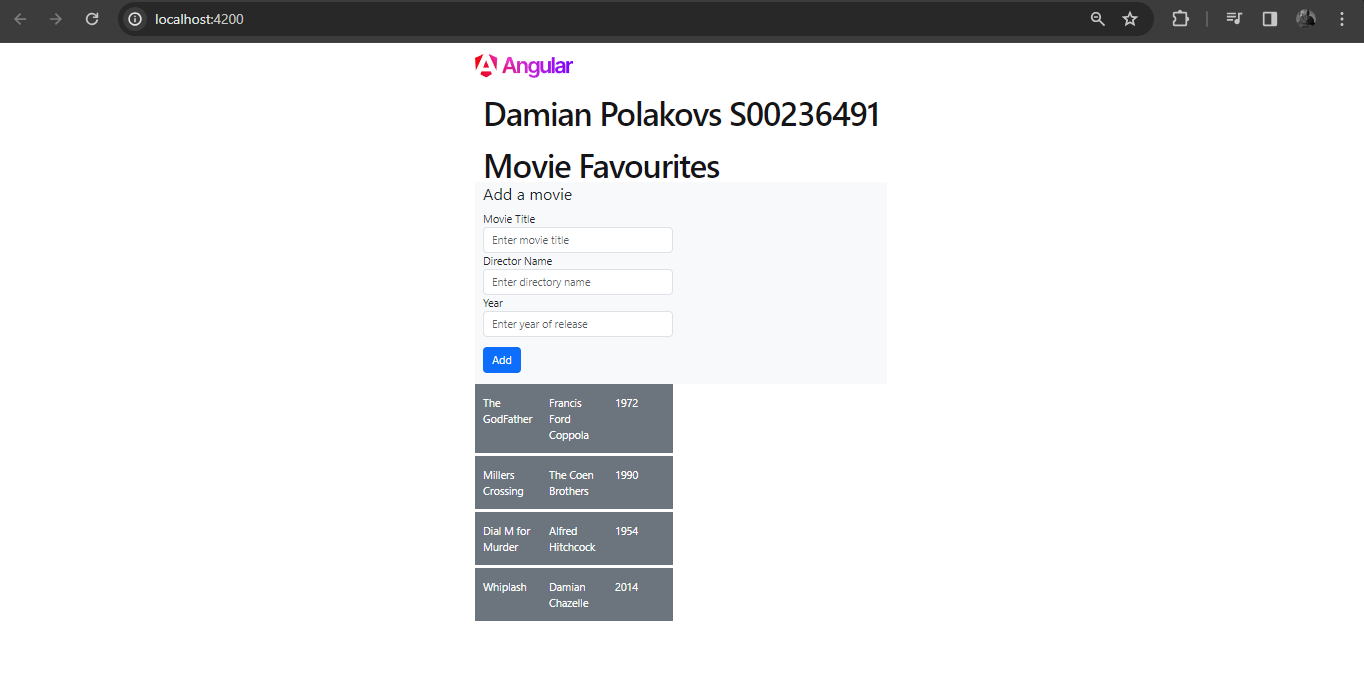 localhost:4200
Angular
Damian Polakovs S00236491
Movie Favourites
Add a movie
Movie Title
Enter movie title
Director Name
Enter directory name
Year
Enter year of release
Add
The Francis 1972
GodFather Ford
Coppola
Millers The Coen 1990
Crossing Brothers
Dial M for Alfred 1954
Murder Hitchcock
Whiplash Damian 2014
Chazelle